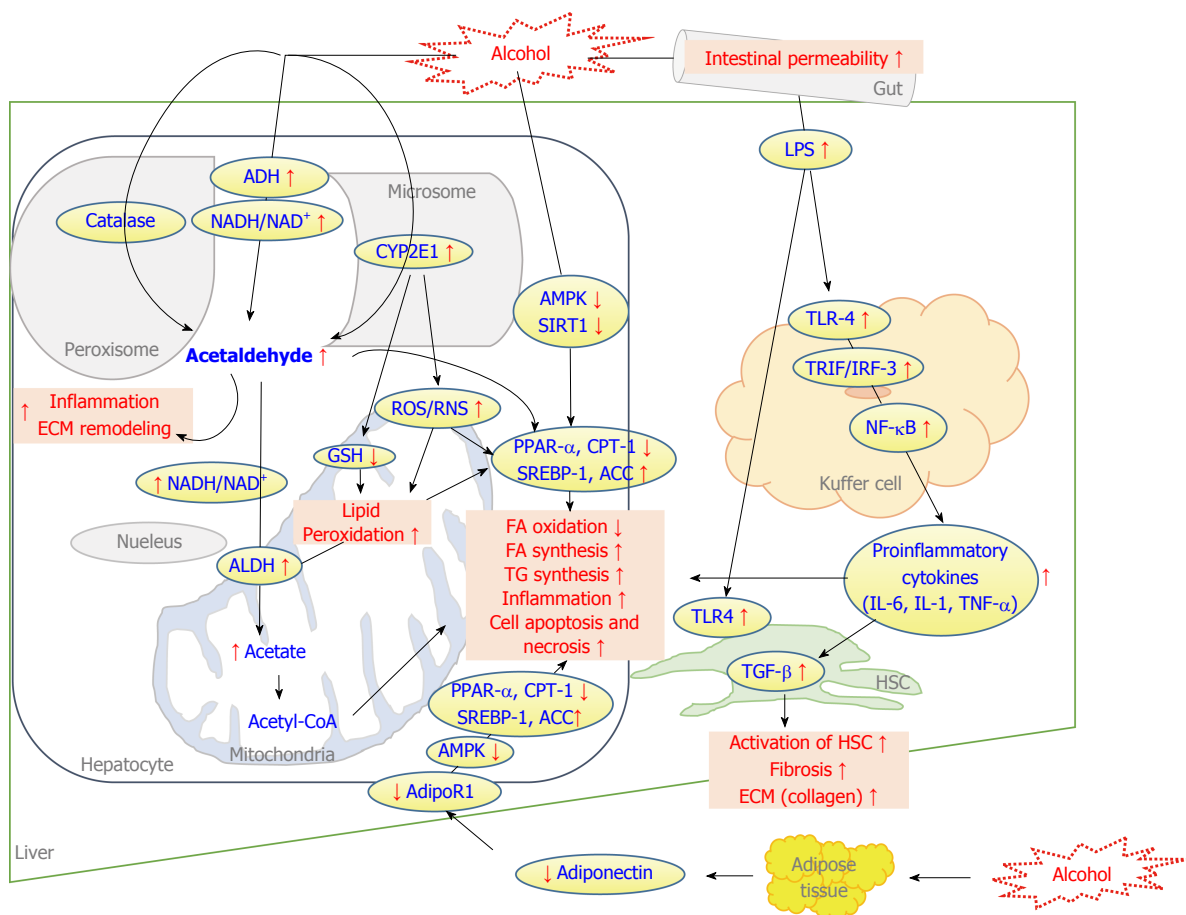 Alcohol
Intestinal permeability ↑
Gut
LPS ↑
ADH ↑
Microsome
Catalase
NADH/NAD⁺ ↑
CYP2E1 ↑
AMPK ↓
SIRT1 ↓
TLR-4 ↑
Peroxisome
Acetaldehyde ↑
TRIF/IRF-3 ↑
↑ Inflammation
ECM remodeling
ROS/RNS ↑
NF-κB ↑
GSH ↓
PPAR-α, CPT-1 ↓
SREBP-1, ACC ↑
Kuffer cell
↑ NADH/NAD⁺
Lipid
Peroxidation ↑
Nueleus
FA oxidation ↓
FA synthesis ↑
TG synthesis ↑
Inflammation ↑
Cell apoptosis and
necrosis ↑
ALDH ↑
Proinflammatory
cytokines
(IL-6, IL-1, TNF-α)
↑
TLR4 ↑
↑ Acetate
TGF-β ↑
HSC
PPAR-α, CPT-1 ↓
SREBP-1, ACC↑
Acetyl-CoA
Mitochondria
Hepatocyte
AMPK ↓
Activation of HSC ↑
Fibrosis ↑
ECM (collagen) ↑
↓ AdipoR1
Liver
↓ Adiponectin
Adipose
tissue
Alcohol